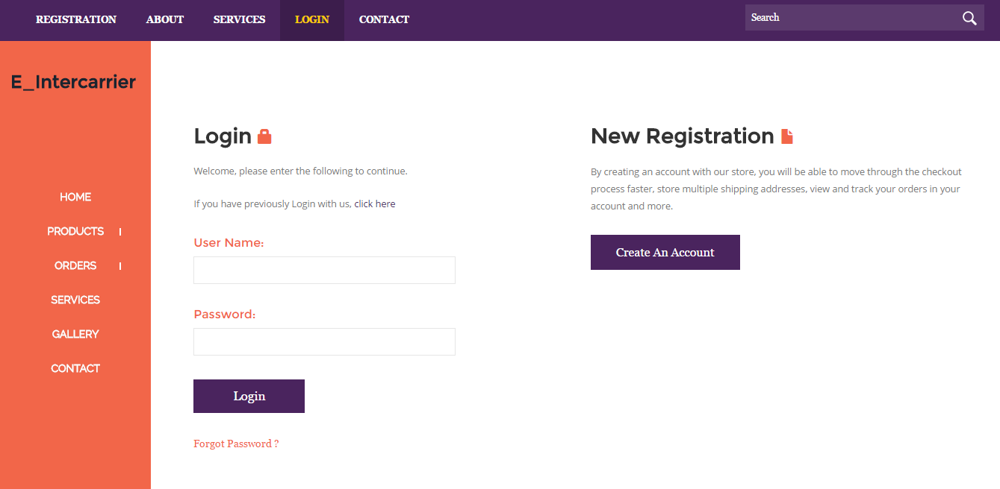 REGISTRATION ABOUT SERVICES LOGIN CONTACT Search
E_Intercarrier
HOME
PRODUCTS
ORDERS
SERVICES
GALLERY
CONTACT
Login
Welcome, please enter the following to continue.
If you have previously Login with us, click here
User Name:
Password:
Login
Forgot Password ?
New Registration
By creating an account with our store, you will be able to move through the checkout
process faster, store multiple shipping addresses, view and track your orders in your
account and more.
Create An Account